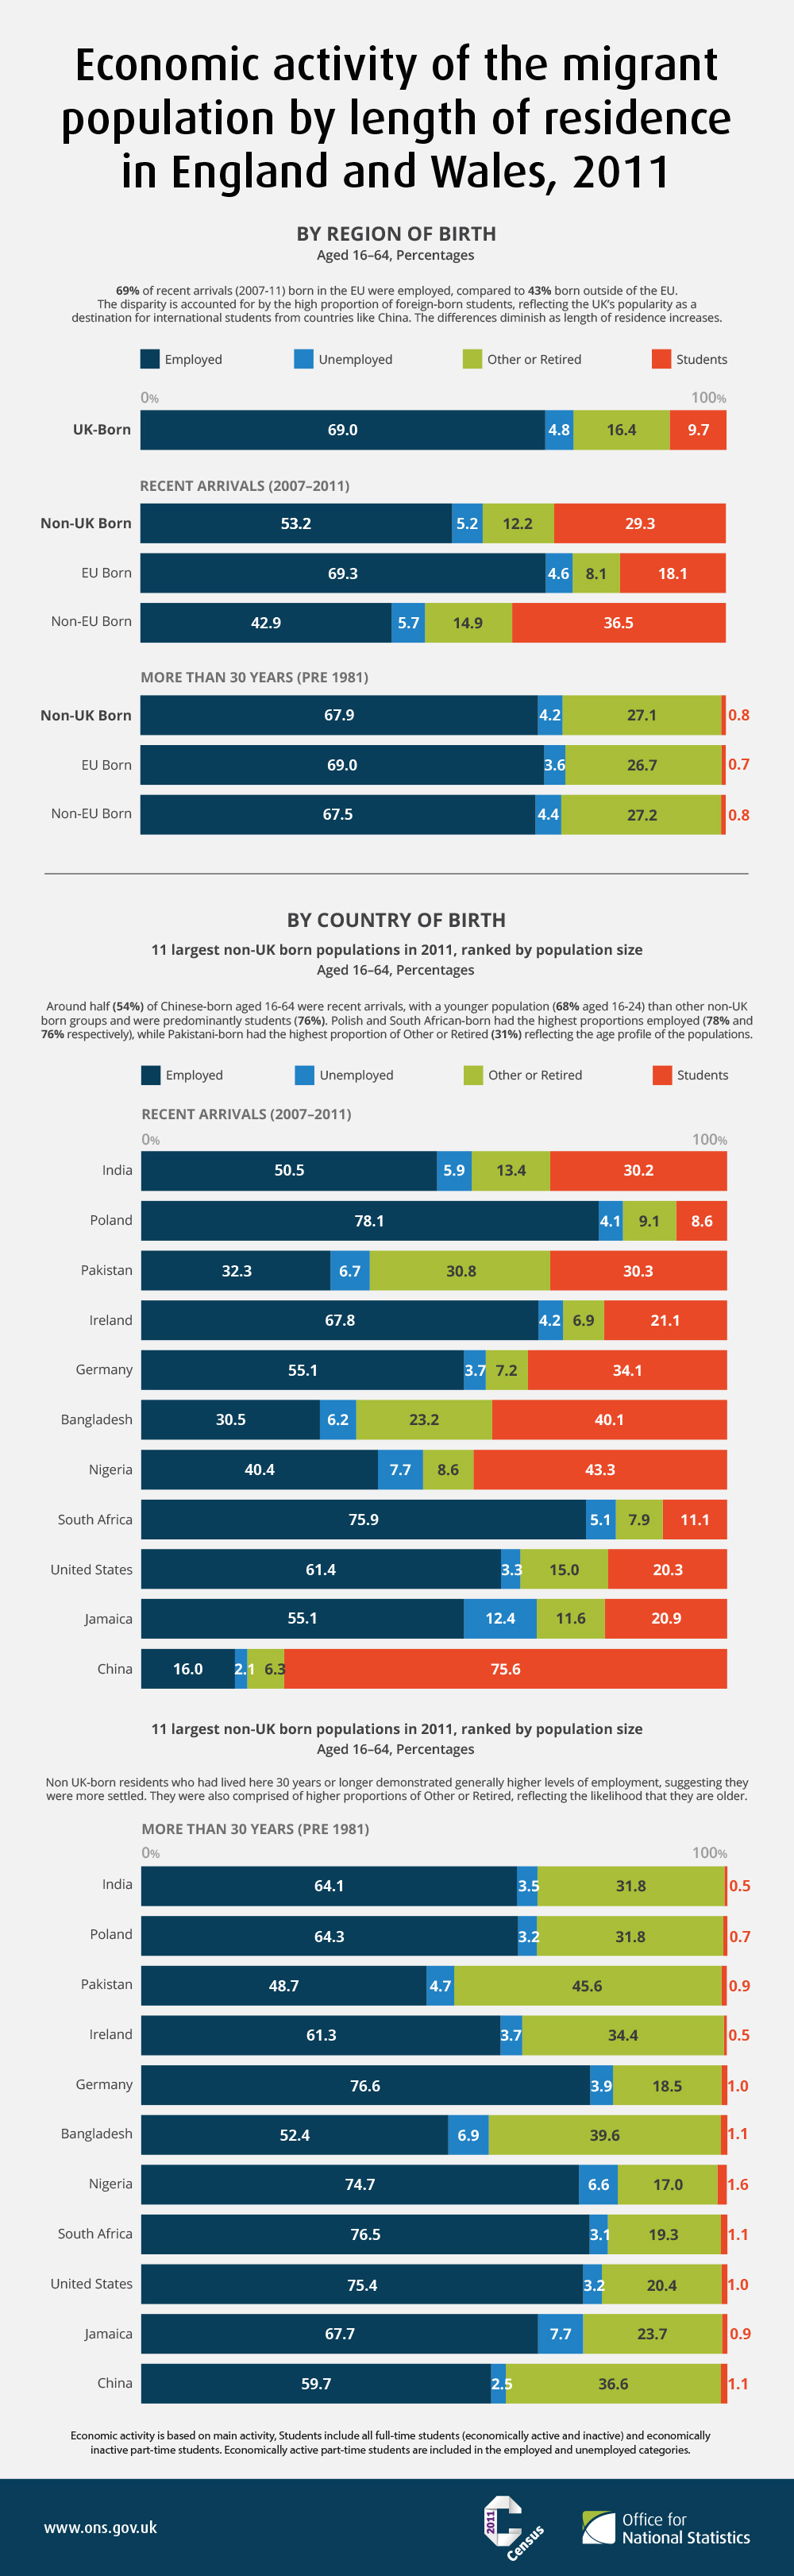 Economic activity of the migrant
population by length of residence
in England and Wales, 2011
BY REGION OF BIRTH
Aged 16–64, Percentages
69% of recent arrivals (2007-11) born in the EU were employed, compared to 43% born outside of the EU.
The disparity is accounted for by the high proportion of foreign-born students, reflecting the UK's popularity as a
destination for international students from countries like China. The differences diminish as length of residence increases.
Employed Unemployed Other or Retired Students
0% 100%
UK-Born 69.0 4.8 16.4 9.7
RECENT ARRIVALS (2007–2011)
Non-UK Born 53.2 5.2 12.2 29.3
EU Born 69.3 4.6 8.1 18.1
Non-EU Born 42.9 5.7 14.9 36.5
MORE THAN 30 YEARS (PRE 1981)
Non-UK Born 67.9 4.2 27.1 0.8
EU Born 69.0 3.6 26.7 0.7
Non-EU Born 67.5 4.4 27.2 0.8
BY COUNTRY OF BIRTH
11 largest non-UK born populations in 2011, ranked by population size
Aged 16–64, Percentages
Around half (54%) of Chinese-born aged 16-64 were recent arrivals, with a younger population (68% aged 16-24) than other non-UK
born groups and were predominantly students (76%). Polish and South African-born had the highest proportions employed (78% and
76% respectively), while Pakistani-born had the highest proportion of Other or Retired (31%) reflecting the age profile of the populations.
Employed Unemployed Other or Retired Students
RECENT ARRIVALS (2007–2011)
0% 100%
India 50.5 5.9 13.4 30.2
Poland 78.1 4.1 9.1 8.6
Pakistan 32.3 6.7 30.8 30.3
Ireland 67.8 4.2 6.9 21.1
Germany 55.1 3.7 7.2 34.1
Bangladesh 30.5 6.2 23.2 40.1
Nigeria 40.4 7.7 8.6 43.3
South Africa 75.9 5.1 7.9 11.1
United States 61.4 3.3 15.0 20.3
Jamaica 55.1 12.4 11.6 20.9
China 16.0 2.1 6.3 75.6
11 largest non-UK born populations in 2011, ranked by population size
Aged 16–64, Percentages
Non UK-born residents who had lived here 30 years or longer demonstrated generally higher levels of employment, suggesting they
were more settled. They were also comprised of higher proportions of Other or Retired, reflecting the likelihood that they are older.
MORE THAN 30 YEARS (PRE 1981)
0% 100%
India 64.1 3.5 31.8 0.5
Poland 64.3 3.2 31.8 0.7
Pakistan 48.7 4.7 45.6 0.9
Ireland 61.3 3.7 34.4 0.5
Germany 76.6 3.9 18.5 1.0
Bangladesh 52.4 6.9 39.6 1.1
Nigeria 74.7 6.6 17.0 1.6
South Africa 76.5 3.1 19.3 1.1
United States 75.4 3.2 20.4 1.0
Jamaica 67.7 7.7 23.7 0.9
China 59.7 2.5 36.6 1.1
Economic activity is based on main activity, Students include all full-time students (economically active and inactive) and economically
inactive part-time students. Economically active part-time students are included in the employed and unemployed categories.
www.ons.gov.uk
2011
Census
Office for
National Statistics